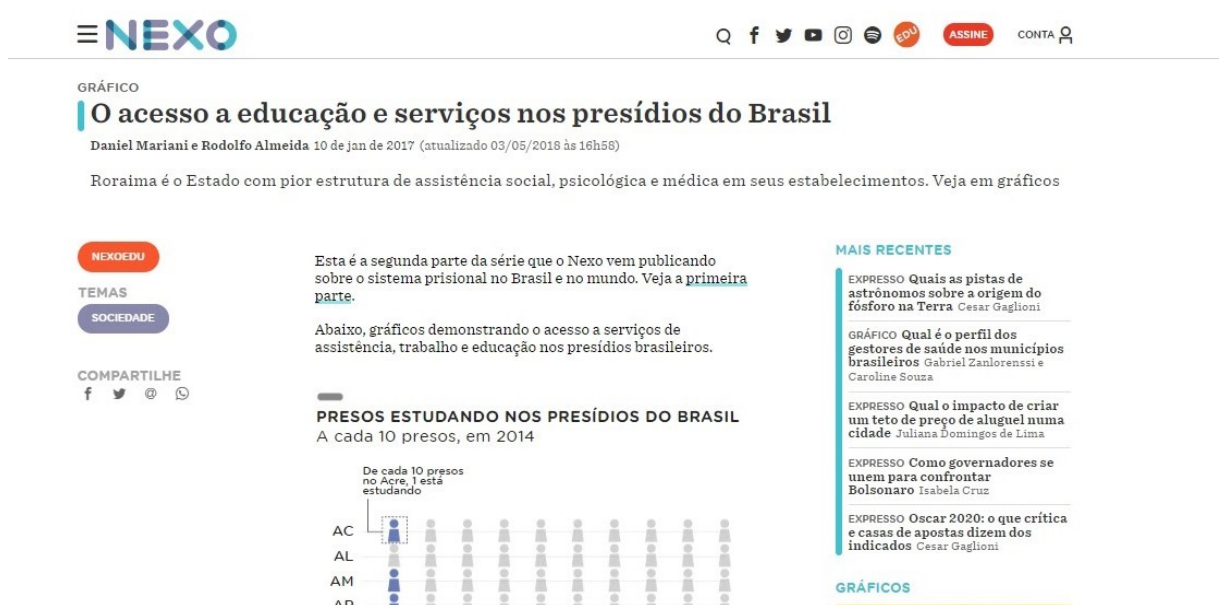 NEXO
EDU
ASSINE
CONTA
GRÁFICO
O acesso a educação e serviços nos presídios do Brasil
Daniel Mariani e Rodolfo Almeida 10 de jan de 2017 (atualizado 03/05/2018 às 16h58)
Roraima é o Estado com pior estrutura de assistência social, psicológica e médica em seus estabelecimentos. Veja em gráficos
NEXOEDU
TEMAS
SOCIEDADE
COMPARTILHE
Esta é a segunda parte da série que o Nexo vem publicando
sobre o sistema prisional no Brasil e no mundo. Veja a primeira
parte.
Abaixo, gráficos demonstrando o acesso a serviços de
assistência, trabalho e educação nos presídios brasileiros.
PRESOS ESTUDANDO NOS PRESÍDIOS DO BRASIL
A cada 10 presos, em 2014
De cada 10 presos
no Acre, 1 está
estudando
AC
AL
AM
AP
MAIS RECENTES
EXPRESSO Quais as pistas de
astrônomos sobre a origem do
fósforo na Terra Cesar Gaglioni
GRÁFICO Qual é o perfil dos
gestores de saúde nos municípios
brasileiros Gabriel Zanlorenssi e
Caroline Souza
EXPRESSO Qual o impacto de criar
um teto de preço de aluguel numa
cidade Juliana Domingos de Lima
EXPRESSO Como governadores se
unem para confrontar
Bolsonaro Isabela Cruz
EXPRESSO Oscar 2020: o que crítica
e casas de apostas dizem dos
indicados Cesar Gaglioni
GRÁFICOS